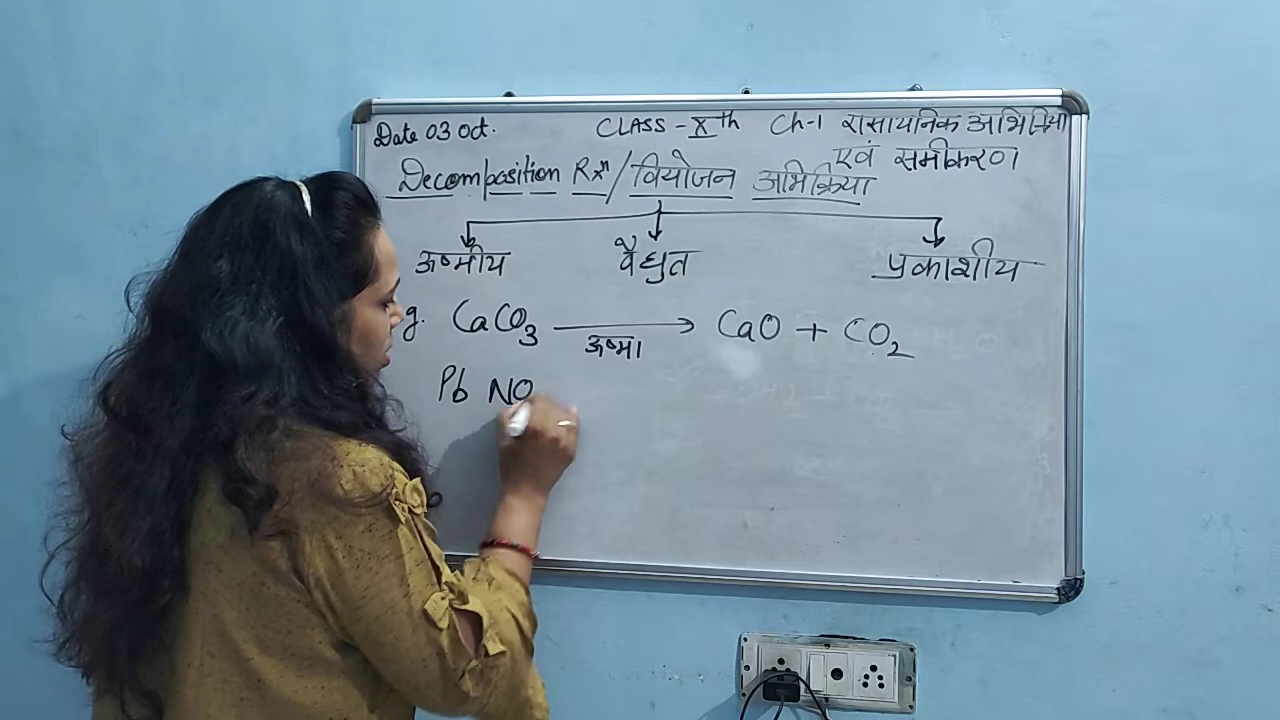 Date 03 Oct. CLASS - Xth Ch-1 रासायनिक अभिक्रिया
एवं समीकरण
Decomposition Rxn / वियोजन अभिक्रिया
ऊष्मीय वैद्युत प्रकाशीय
g. CaCO3 ⟶ CaO + CO2
ऊष्मा
Pb NO